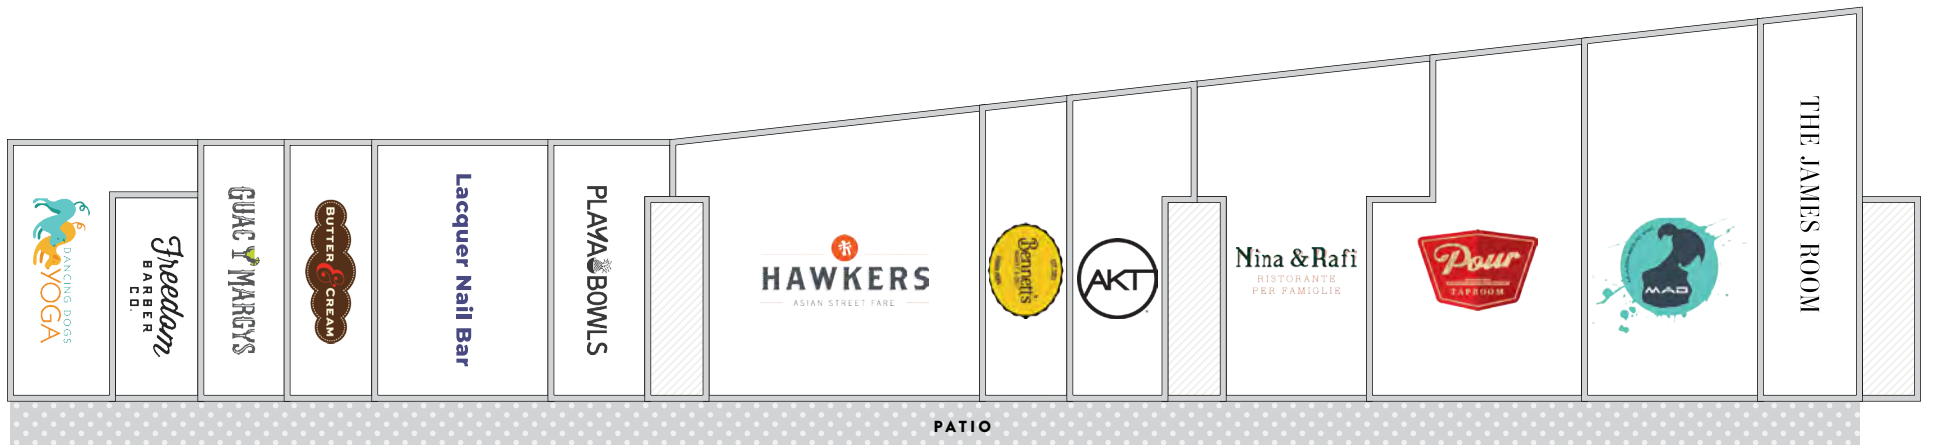 DANCING DOGS
YOGA
Freedom
BARBER
CO.
GUAC Y MARGYS
BUTTER & CREAM
Lacquer Nail Bar
PLAYA BOWLS
HAWKERS
ASIAN STREET FARE
Bennett's
AKT
Nina & Rafi
RISTORANTE
PER FAMIGLIE
Pour
TAPROOM
MAD
THE JAMES ROOM
PATIO